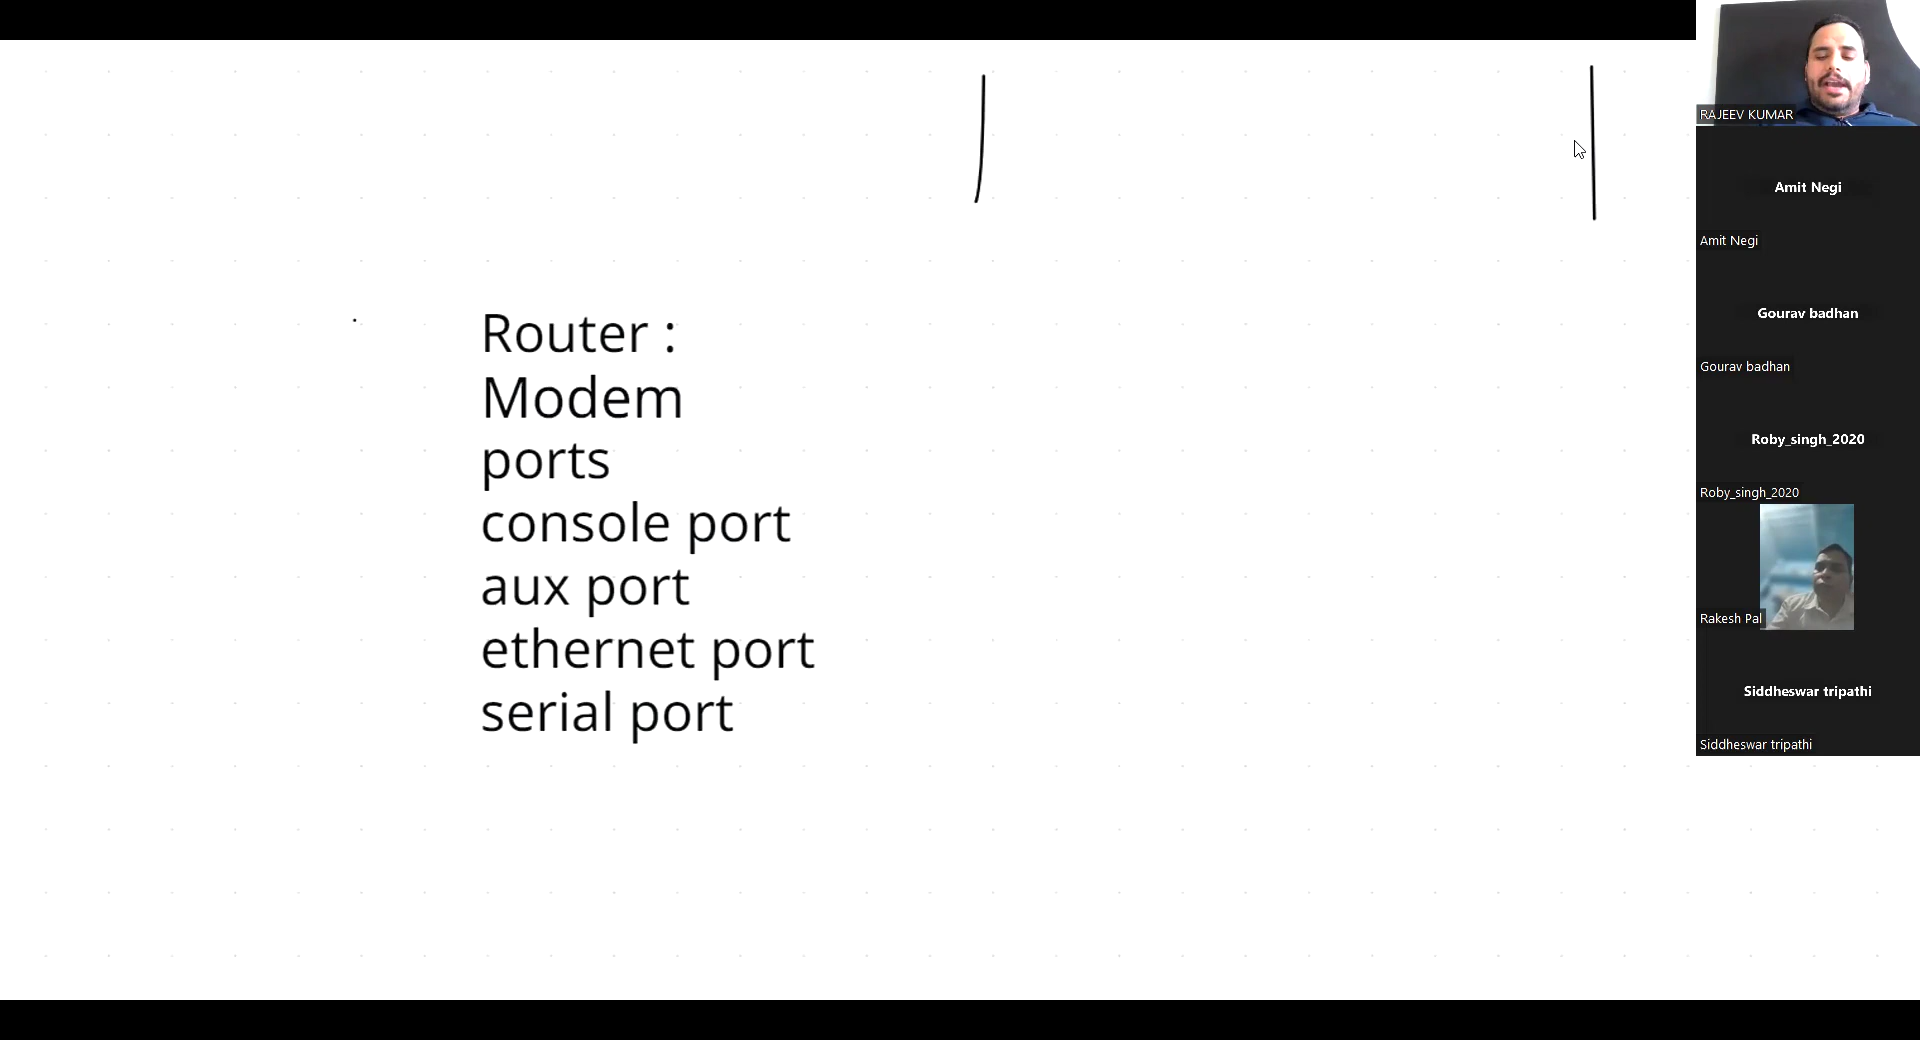 Router :
Modem
ports
console port
aux port
ethernet port
serial port
RAJEEV KUMAR
Amit Negi
Amit Negi
Gourav badhan
Gourav badhan
Roby_singh_2020
Roby_singh_2020
Rakesh Pal
Siddheswar tripathi
Siddheswar tripathi